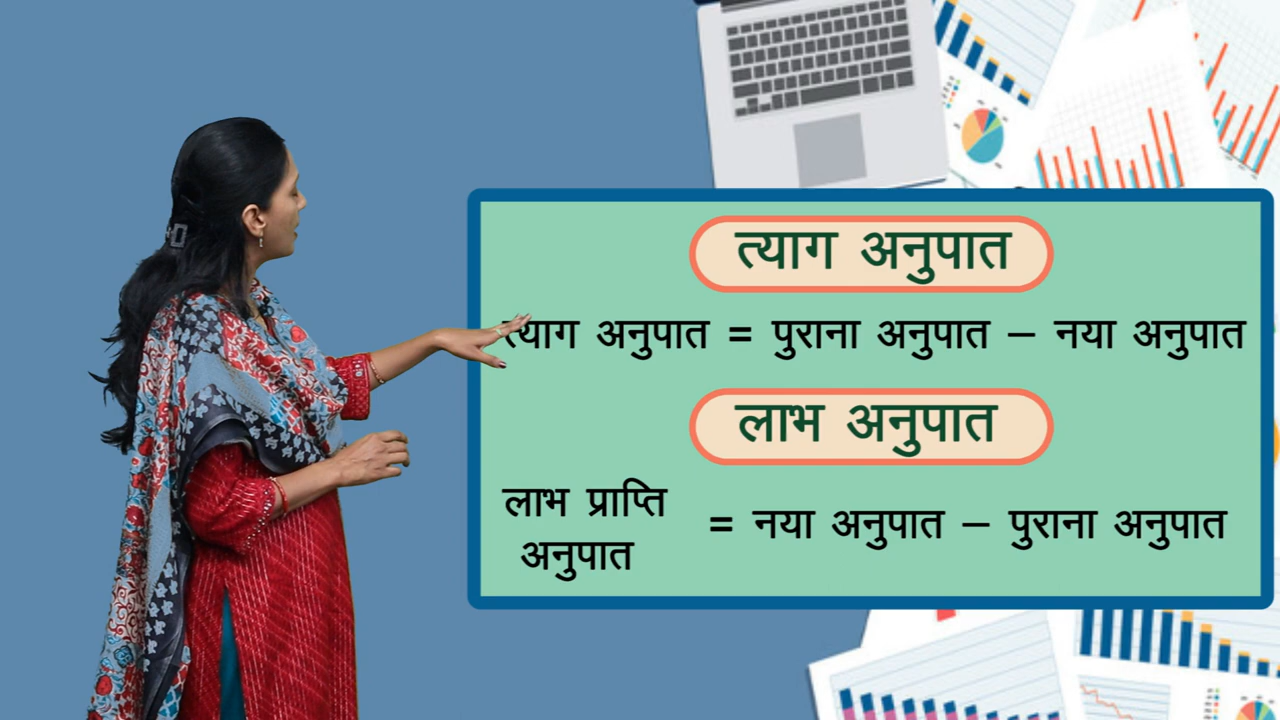 त्याग अनुपात
त्याग अनुपात = पुराना अनुपात – नया अनुपात
लाभ अनुपात
लाभ प्राप्ति
अनुपात = नया अनुपात – पुराना अनुपात